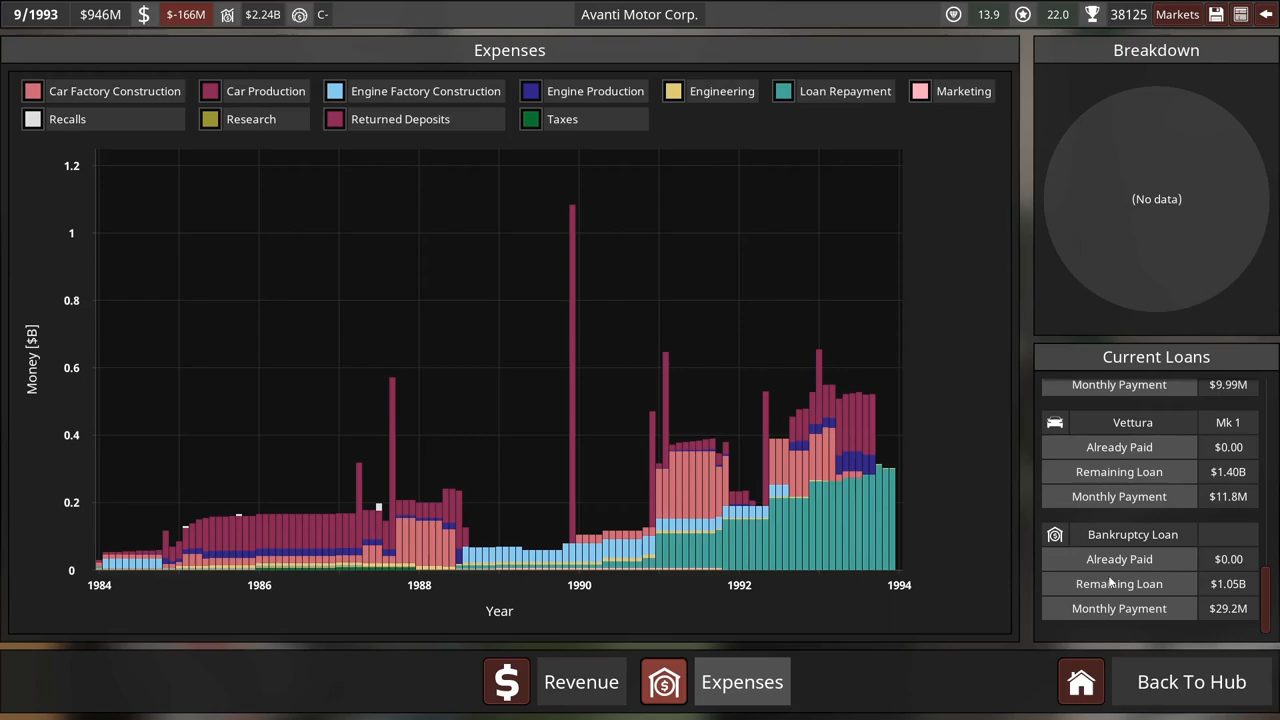 9/1993 $946M $-166M $2.24B C- Avanti Motor Corp. 13.9 22.0 38125 Markets
Expenses
Car Factory Construction Car Production Engine Factory Construction Engine Production Engineering Loan Repayment Marketing
Recalls Research Returned Deposits Taxes
1.2
1
0.8
0.6
0.4
0.2
0
Money [$B]
1984 1986 1988 1990 1992 1994
Year
Breakdown
(No data)
Current Loans
Monthly Payment $9.99M
Vettura Mk 1
Already Paid $0.00
Remaining Loan $1.40B
Monthly Payment $11.8M
Bankruptcy Loan
Already Paid $0.00
Remaining Loan $1.05B
Monthly Payment $29.2M
$ Revenue Expenses Back To Hub